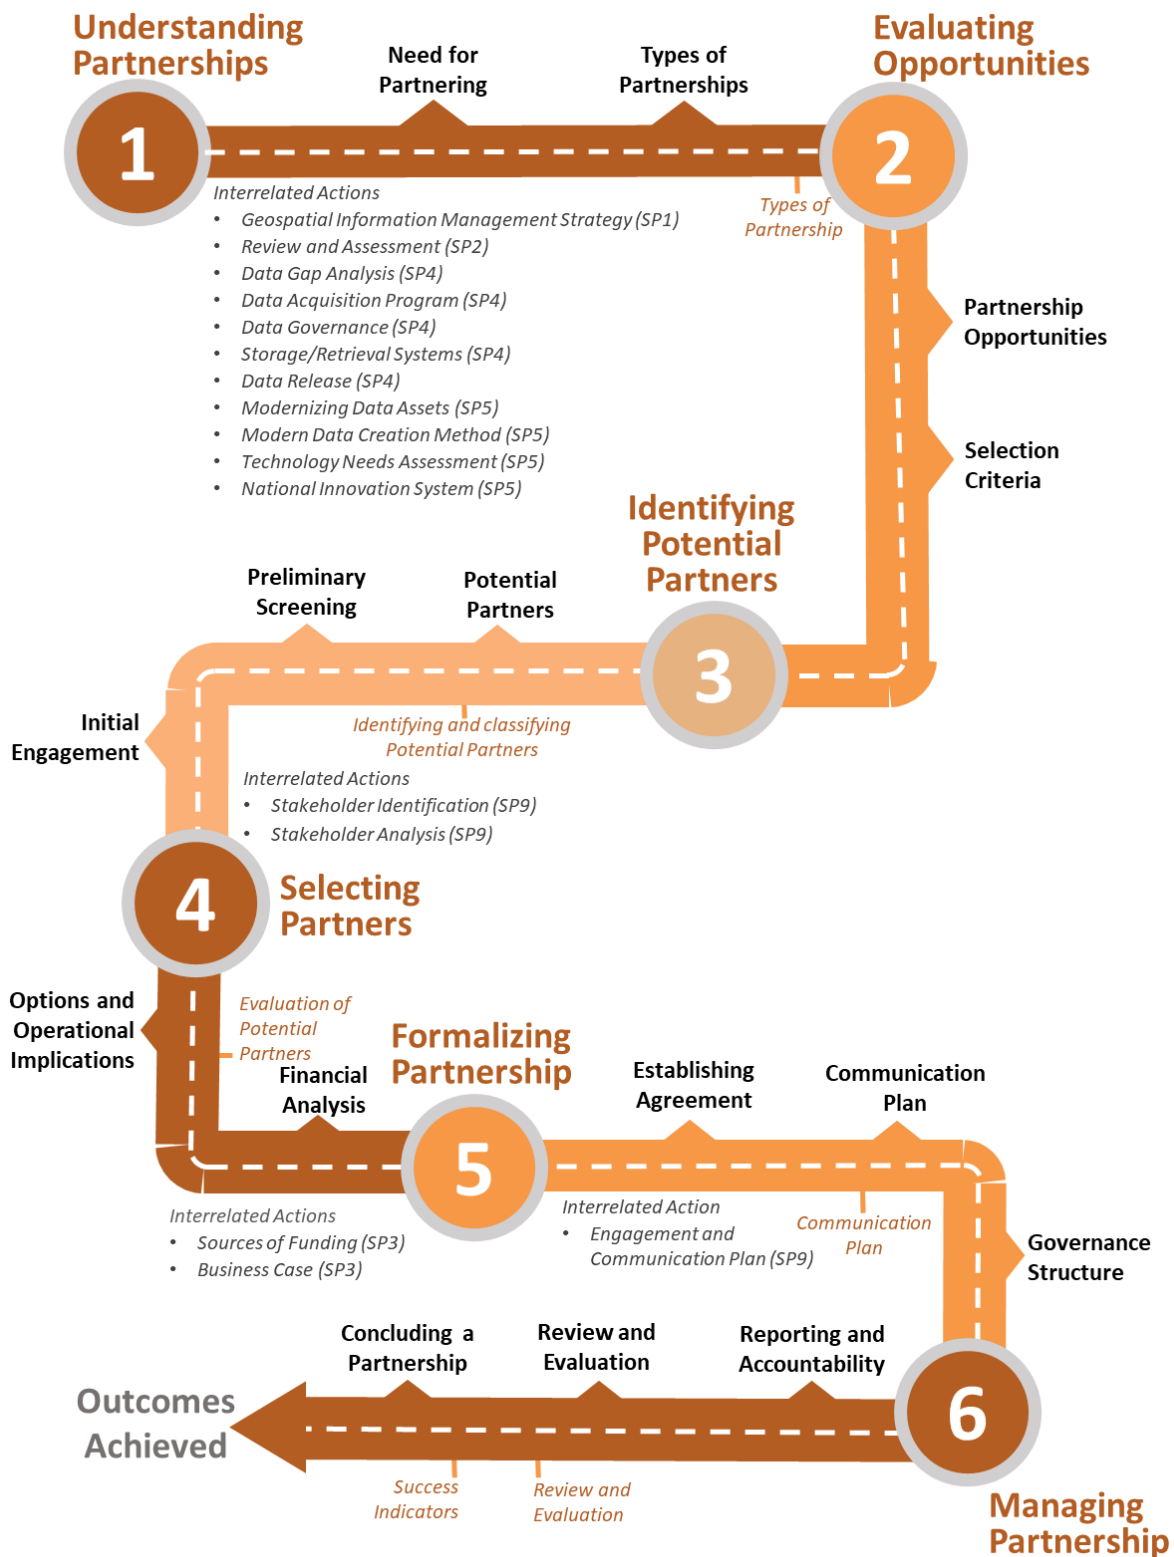 Understanding
Partnerships
Need for
Partnering
Types of
Partnerships
Evaluating
Opportunities
1
2
Interrelated Actions
• Geospatial Information Management Strategy (SP1)
• Review and Assessment (SP2)
• Data Gap Analysis (SP4)
• Data Acquisition Program (SP4)
• Data Governance (SP4)
• Storage/Retrieval Systems (SP4)
• Data Release (SP4)
• Modernizing Data Assets (SP5)
• Modern Data Creation Method (SP5)
• Technology Needs Assessment (SP5)
• National Innovation System (SP5)
Types of
Partnership
Partnership
Opportunities
Selection
Criteria
Identifying
Potential
Partners
3
Potential
Partners
Preliminary
Screening
Identifying and classifying
Potential Partners
Initial
Engagement
Interrelated Actions
• Stakeholder Identification (SP9)
• Stakeholder Analysis (SP9)
4
Selecting
Partners
Options and
Operational
Implications
Evaluation of
Potential
Partners
Financial
Analysis
Interrelated Actions
• Sources of Funding (SP3)
• Business Case (SP3)
Formalizing
Partnership
5
Establishing
Agreement
Communication
Plan
Interrelated Action
• Engagement and
Communication Plan (SP9)
Communication
Plan
Governance
Structure
6
Managing
Partnership
Reporting and
Accountability
Review and
Evaluation
Concluding a
Partnership
Review and
Evaluation
Success
Indicators
Outcomes
Achieved